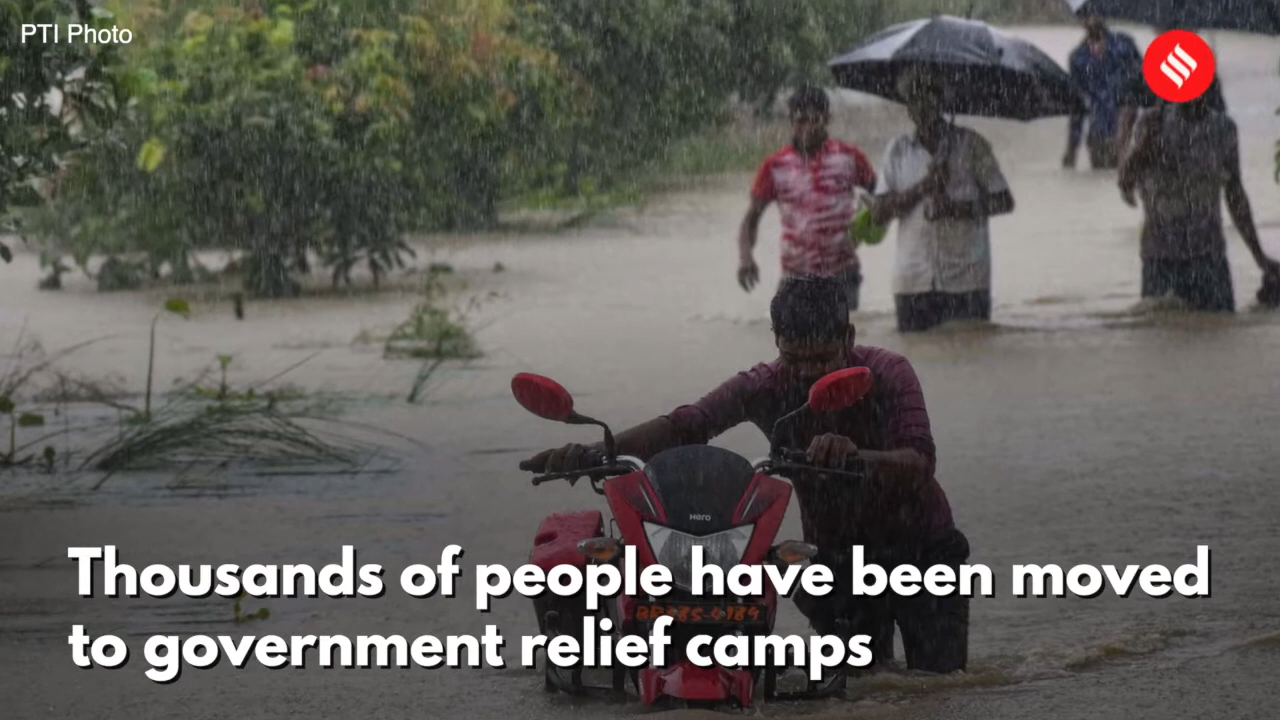 PTI Photo
Hero
Thousands of people have been moved
to government relief camps